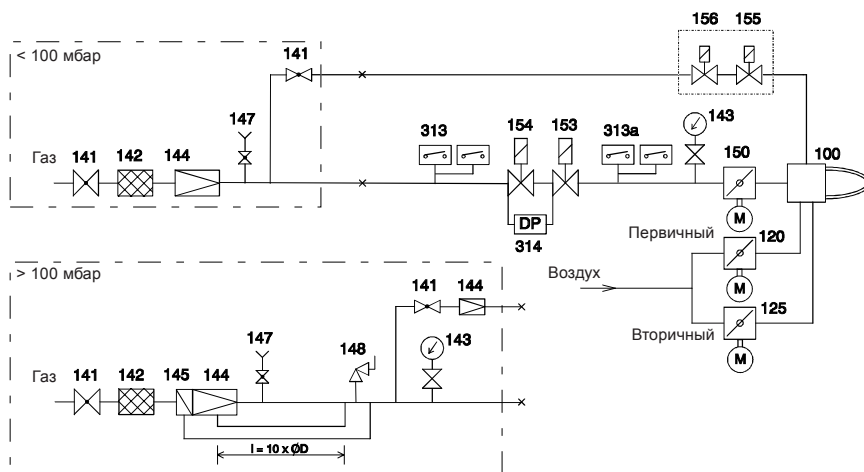 156 155
< 100 мбар
141
147
143
313
154
153
313a
Газ
141
142
144
150
100
DP
314
M
Первичный
120
Воздух
M
125
Вторичный
M
> 100 мбар
141
144
147
148
143
Газ
141
142
145
144
l = 10 x ØD